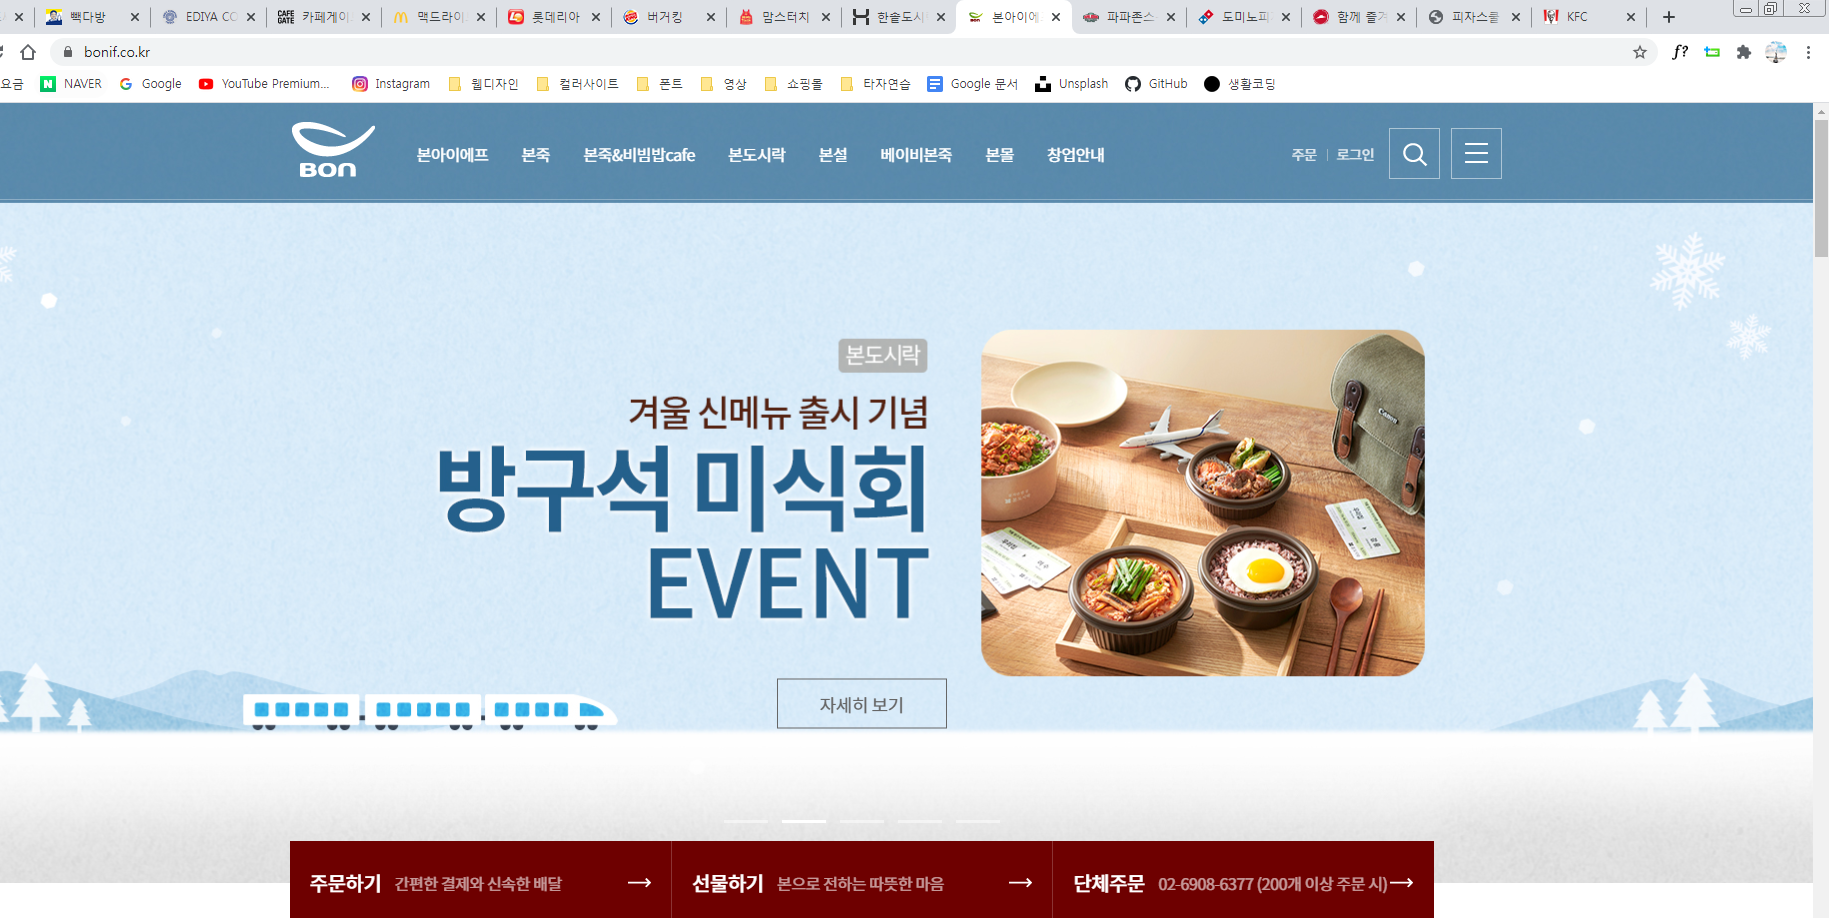 빽다방
EDIYA CC
CAFE GATE 카페게이
맥드라이
롯데리아
버거킹
맘스터치
한솥도시
본아이에
파파존스
도미노피
함께 즐겨
피자스쿨
KFC
bonif.co.kr
f?
요금
NAVER
Google
YouTube Premium...
Instagram
웹디자인
컬러사이트
폰트
영상
쇼핑몰
타자연습
Google 문서
Unsplash
GitHub
생활코딩
BON
본아이에프
본죽
본죽&비빔밥cafe
본도시락
본설
베이비본죽
본몰
창업안내
주문
로그인
본도시락
겨울 신메뉴 출시 기념
방구석 미식회
EVENT
Canon
자세히 보기
주문하기 간편한 결제와 신속한 배달
선물하기 본으로 전하는 따뜻한 마음
단체주문 02-6908-6377 (200개 이상 주문 시)